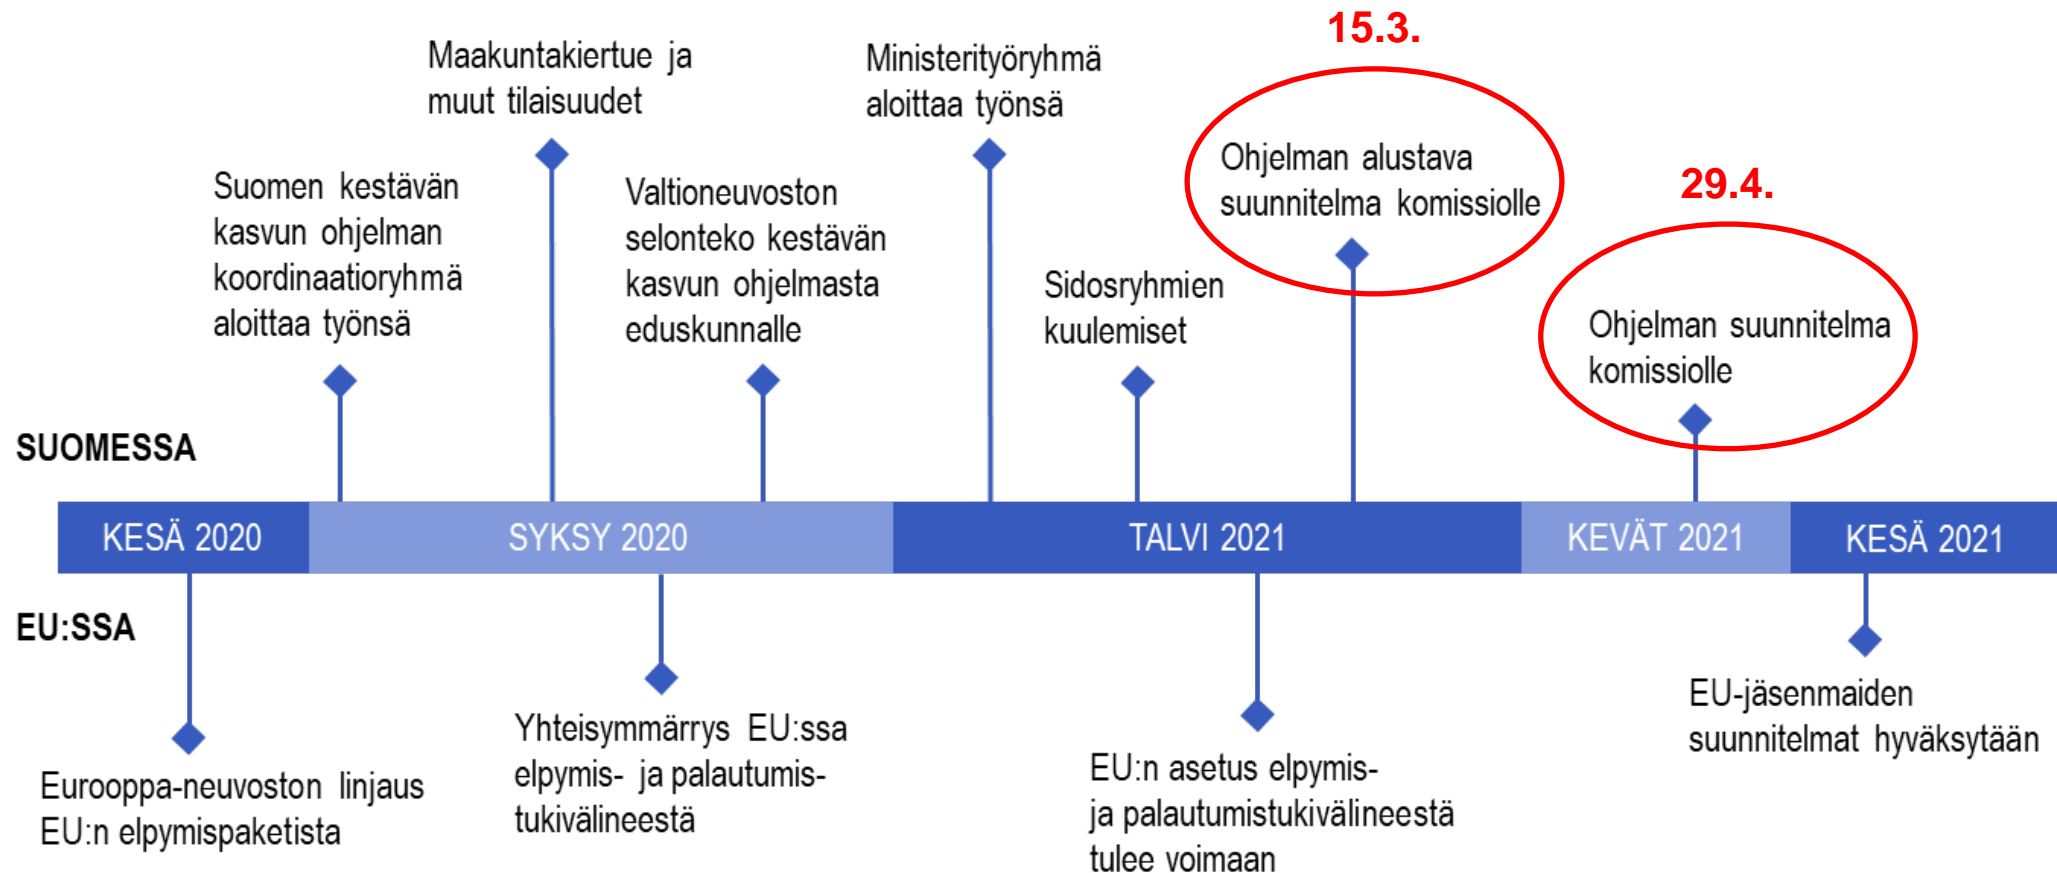 15.3.
Maakuntakiertue ja
muut tilaisuudet
Ministerityöryhmä
aloittaa työnsä
Ohjelman alustava
suunnitelma komissiolle
29.4.
Suomen kestävän
kasvun ohjelman
koordinaatioryhmä
aloittaa työnsä
Valtioneuvoston
selonteko kestävän
kasvun ohjelmasta
eduskunnalle
Sidosryhmien
kuulemiset
Ohjelman suunnitelma
komissiolle
SUOMESSA
KESÄ 2020
SYKSY 2020
TALVI 2021
KEVÄT 2021
KESÄ 2021
EU:SSA
Eurooppa-neuvoston linjaus
EU:n elpymispaketista
Yhteisymmärrys EU:ssa
elpymis- ja palautumis-
tukivälineestä
EU:n asetus elpymis-
ja palautumistukivälineestä
tulee voimaan
EU-jäsenmaiden
suunnitelmat hyväksytään